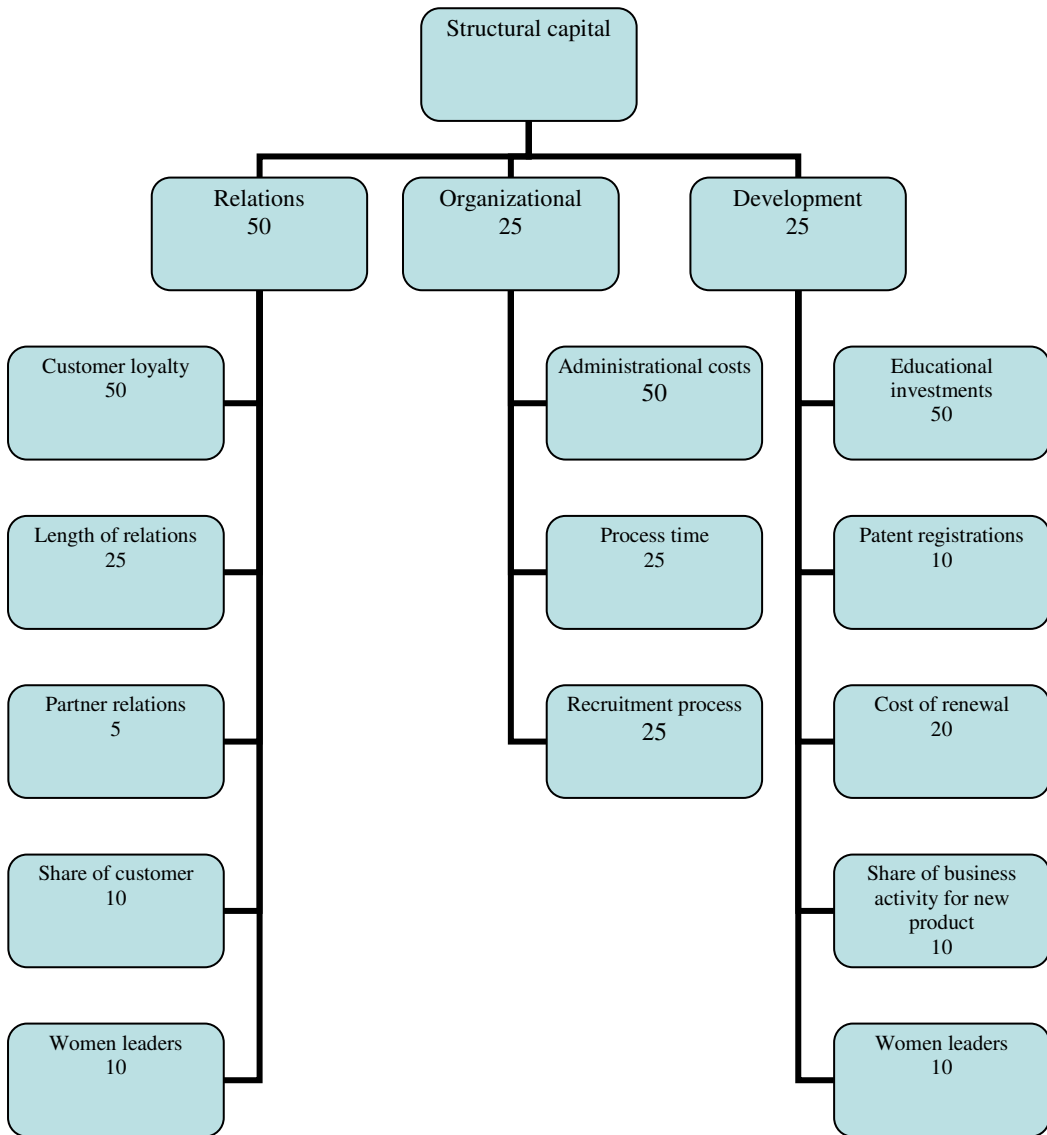 Structural capital
Relations
50
Organizational
25
Development
25
Customer loyalty
50
Length of relations
25
Partner relations
5
Share of customer
10
Women leaders
10
Administrational costs
50
Process time
25
Recruitment process
25
Educational
investments
50
Patent registrations
10
Cost of renewal
20
Share of business
activity for new
product
10
Women leaders
10